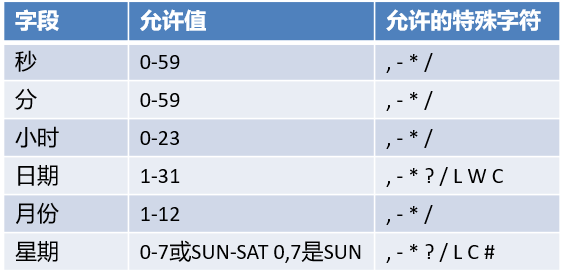 字段 允许值 允许的特殊字符
秒 0-59 , - * /
分 0-59 , - * /
小时 0-23 , - * /
日期 1-31 , - * ? / L W C
月份 1-12 , - * /
星期 0-7或SUN-SAT 0,7是SUN , - * ? / L C #